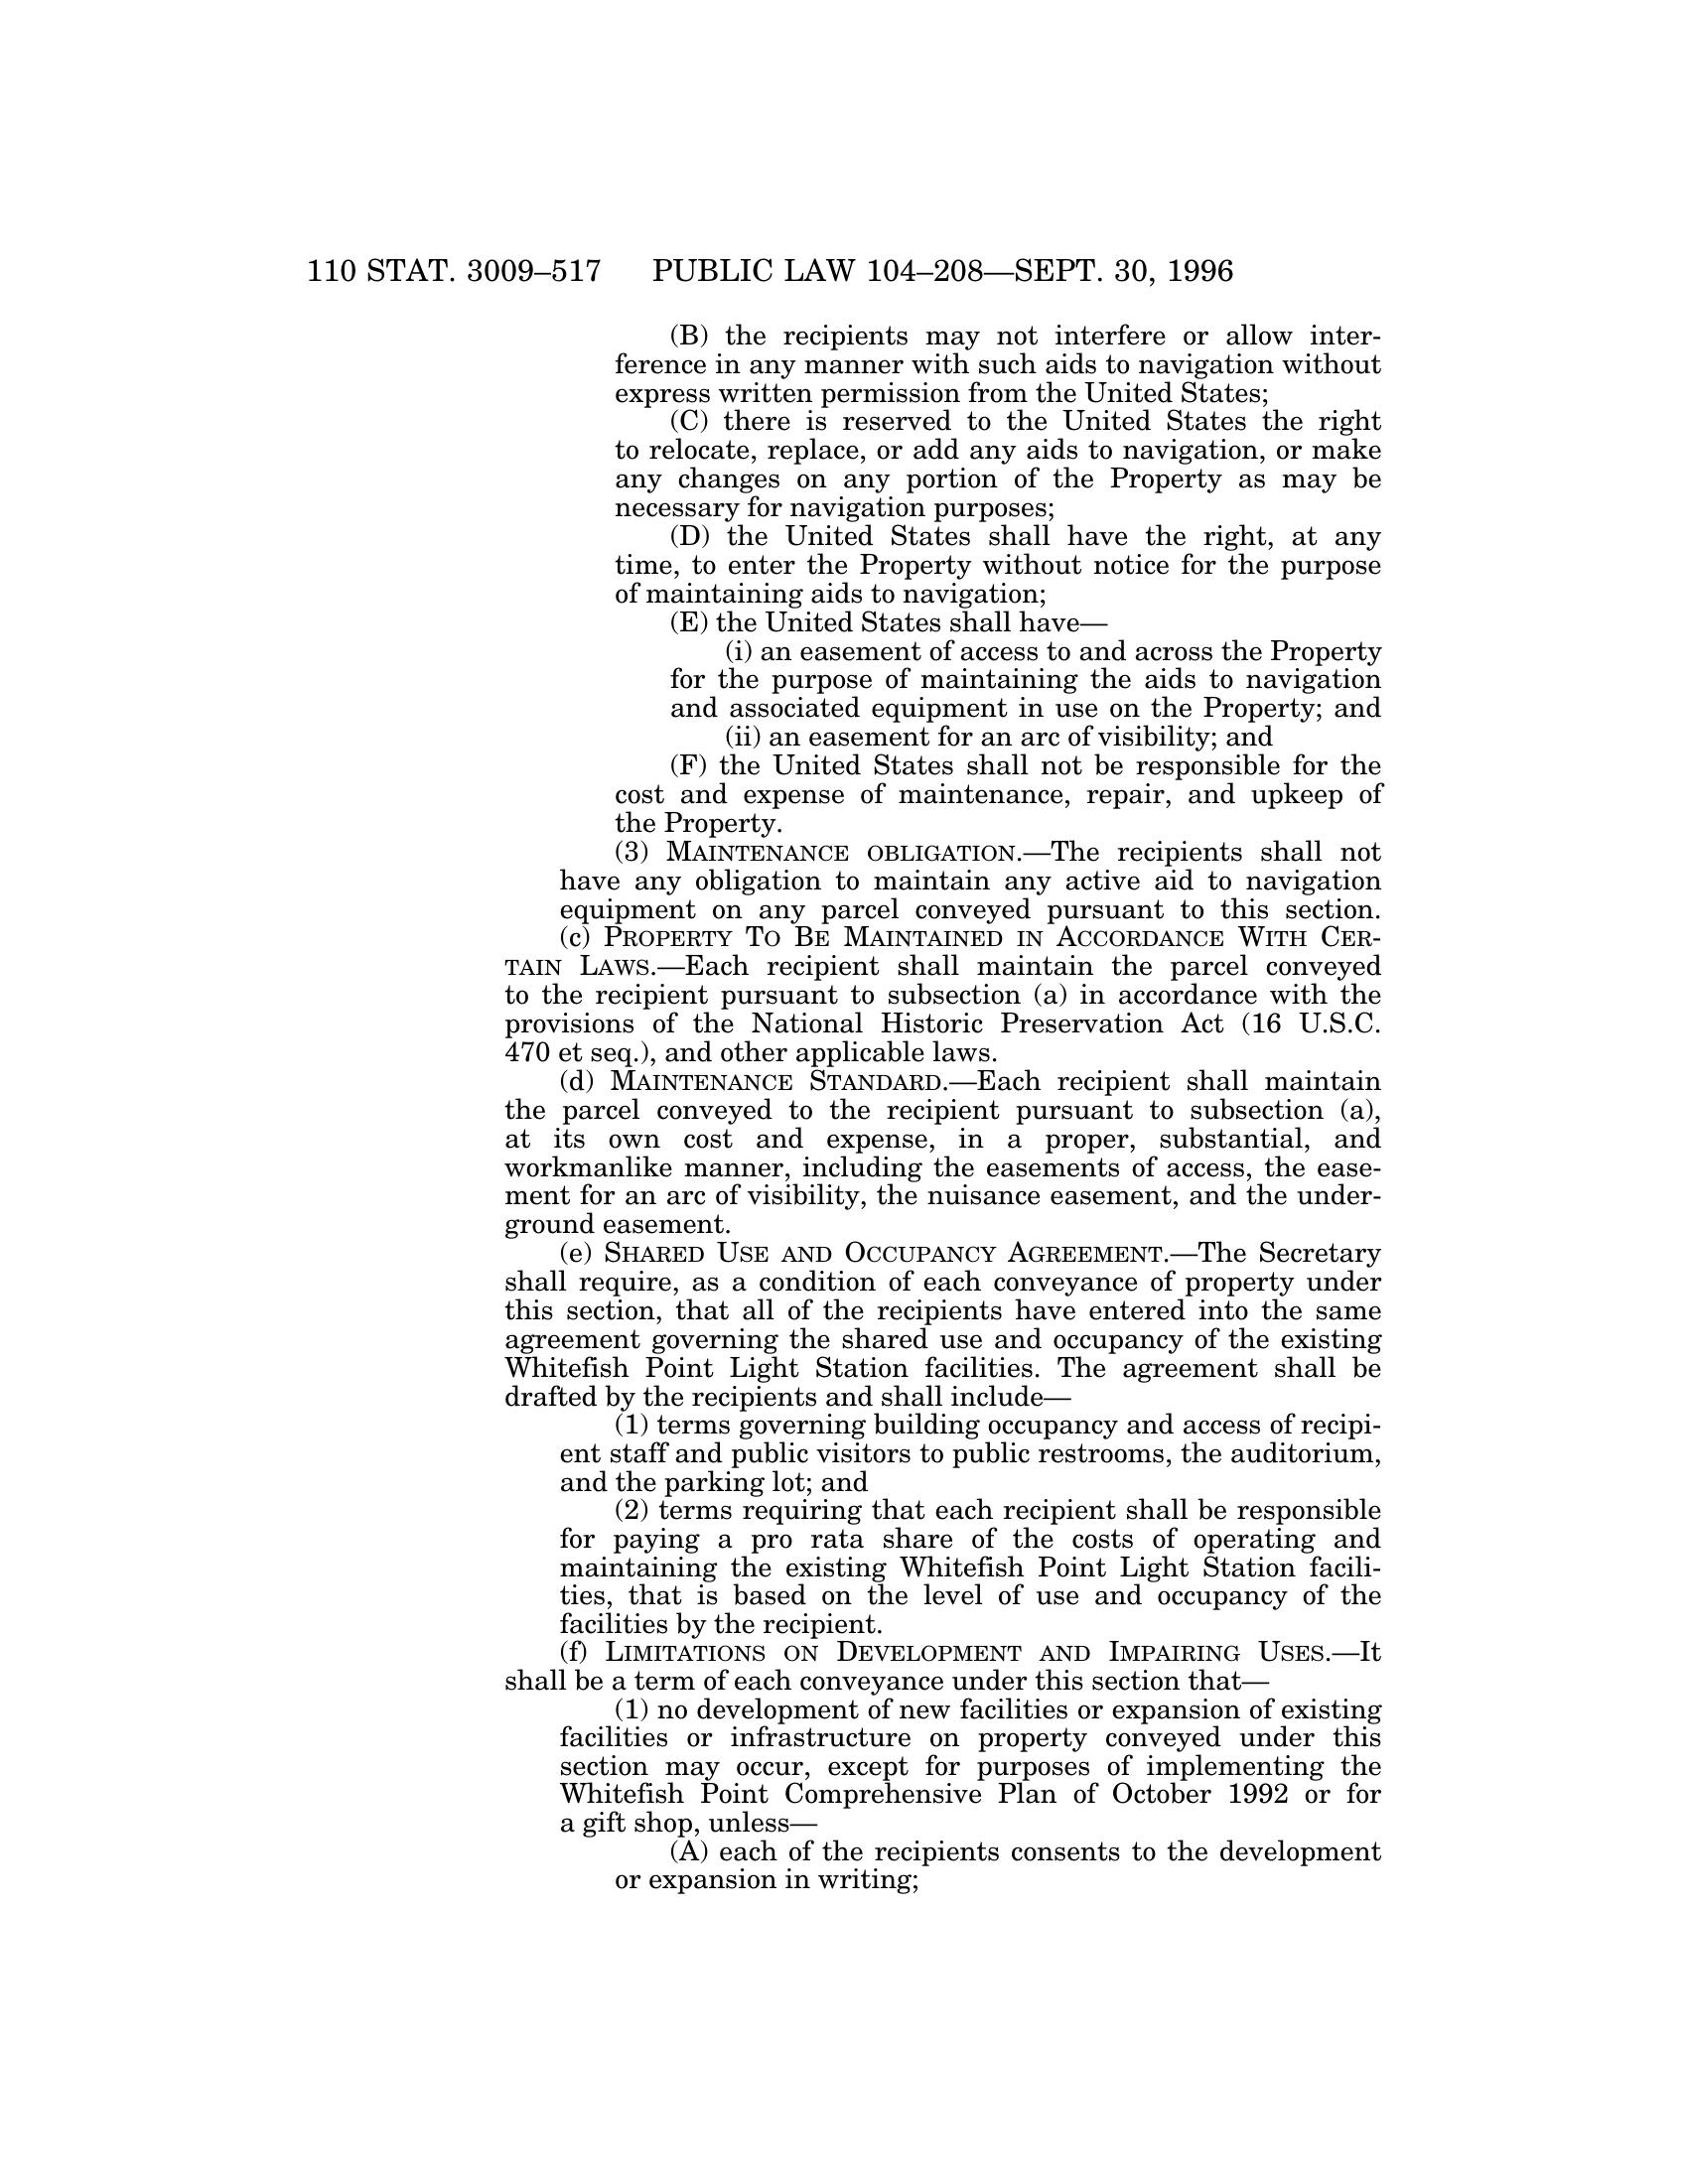 110 STAT. 3009–517 PUBLIC LAW 104–208—SEPT. 30, 1996
(B) the recipients may not interfere or allow inter-
ference in any manner with such aids to navigation without
express written permission from the United States;
(C) there is reserved to the United States the right
to relocate, replace, or add any aids to navigation, or make
any changes on any portion of the Property as may be
necessary for navigation purposes;
(D) the United States shall have the right, at any
time, to enter the Property without notice for the purpose
of maintaining aids to navigation;
(E) the United States shall have—
(i) an easement of access to and across the Property
for the purpose of maintaining the aids to navigation
and associated equipment in use on the Property; and
(ii) an easement for an arc of visibility; and
(F) the United States shall not be responsible for the
cost and expense of maintenance, repair, and upkeep of
the Property.
(3) MAINTENANCE OBLIGATION.—The recipients shall not
have any obligation to maintain any active aid to navigation
equipment on any parcel conveyed pursuant to this section.
(c) PROPERTY TO BE MAINTAINED IN ACCORDANCE WITH CER-
TAIN LAWS.—Each recipient shall maintain the parcel conveyed
to the recipient pursuant to subsection (a) in accordance with the
provisions of the National Historic Preservation Act (16 U.S.C.
470 et seq.), and other applicable laws.
(d) MAINTENANCE STANDARD.—Each recipient shall maintain
the parcel conveyed to the recipient pursuant to subsection (a),
at its own cost and expense, in a proper, substantial, and
workmanlike manner, including the easements of access, the ease-
ment for an arc of visibility, the nuisance easement, and the under-
ground easement.
(e) SHARED USE AND OCCUPANCY AGREEMENT.—The Secretary
shall require, as a condition of each conveyance of property under
this section, that all of the recipients have entered into the same
agreement governing the shared use and occupancy of the existing
Whitefish Point Light Station facilities. The agreement shall be
drafted by the recipients and shall include—
(1) terms governing building occupancy and access of recipi-
ent staff and public visitors to public restrooms, the auditorium,
and the parking lot; and
(2) terms requiring that each recipient shall be responsible
for paying a pro rata share of the costs of operating and
maintaining the existing Whitefish Point Light Station facili-
ties, that is based on the level of use and occupancy of the
facilities by the recipient.
(f) LIMITATIONS ON DEVELOPMENT AND IMPAIRING USES.—It
shall be a term of each conveyance under this section that—
(1) no development of new facilities or expansion of existing
facilities or infrastructure on property conveyed under this
section may occur, except for purposes of implementing the
Whitefish Point Comprehensive Plan of October 1992 or for
a gift shop, unless—
(A) each of the recipients consents to the development
or expansion in writing;